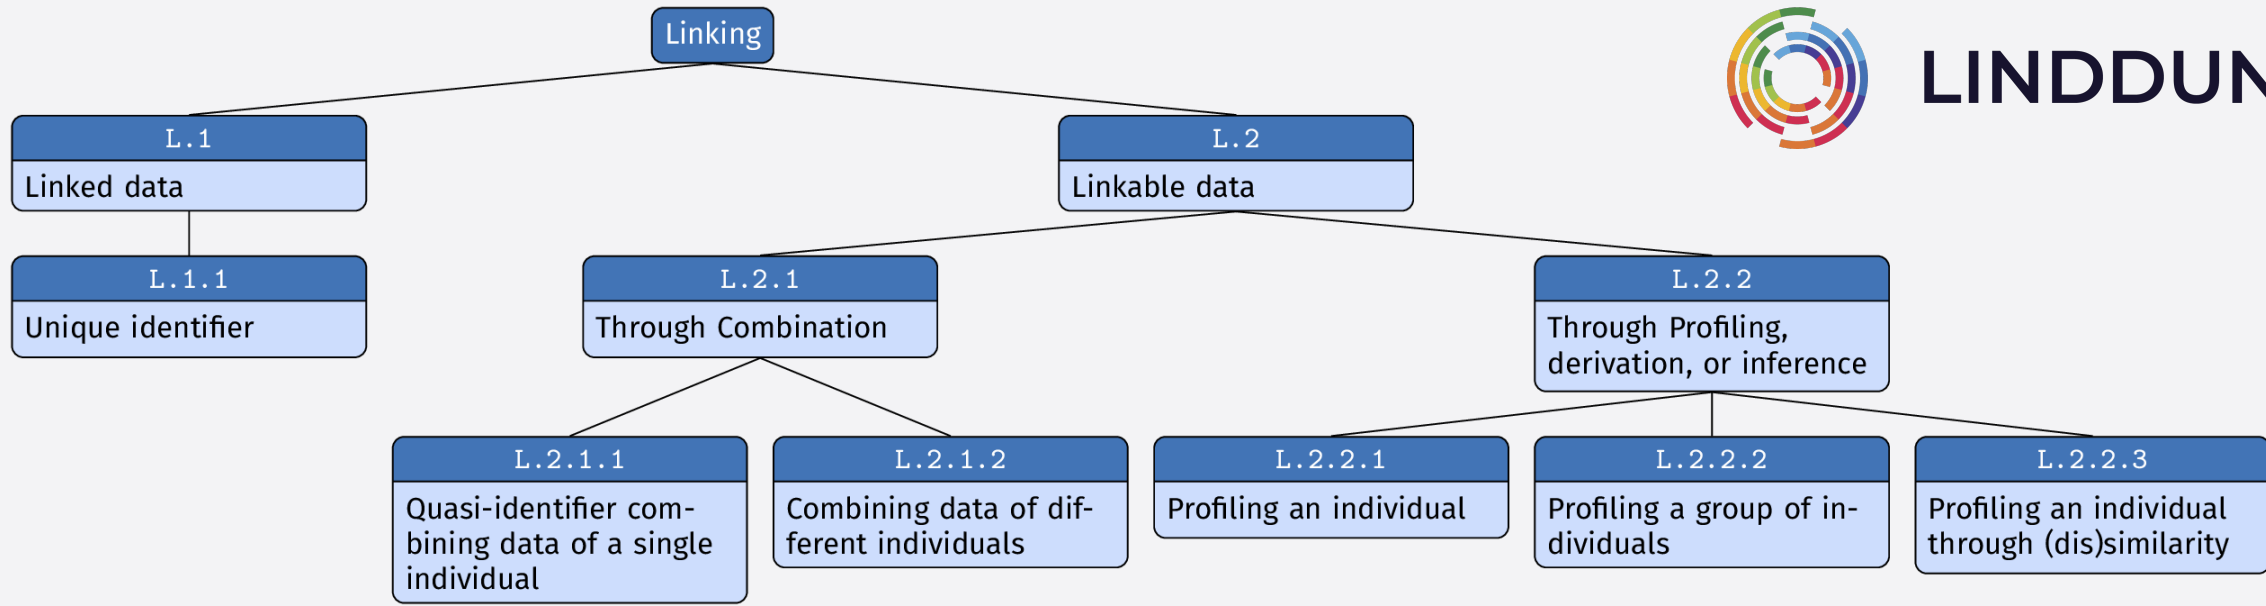 Linking
LINDDUN
L.1
Linked data
L.2
Linkable data
L.1.1
Unique identifier
L.2.1
Through Combination
L.2.2
Through Profiling,
derivation, or inference
L.2.1.1
Quasi-identifier com-
bining data of a single
individual
L.2.1.2
Combining data of dif-
ferent individuals
L.2.2.1
Profiling an individual
L.2.2.2
Profiling a group of in-
dividuals
L.2.2.3
Profiling an individual
through (dis)similarity